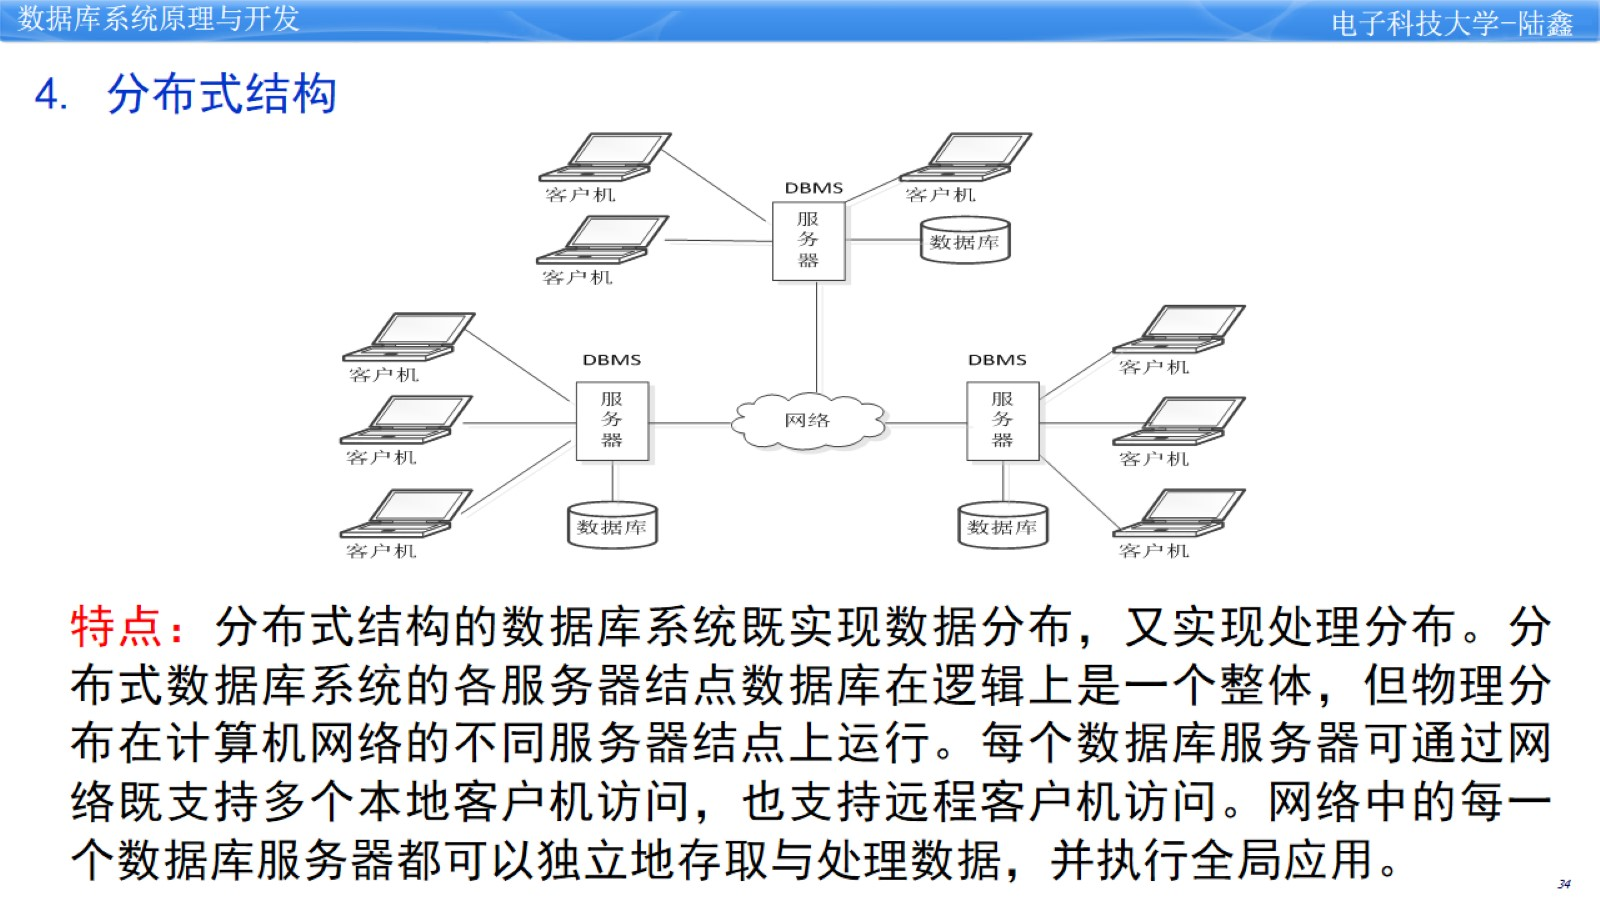 数据库系统原理与开发
电子科技大学-陆鑫
4. 分布式结构
客户机
客户机
DBMS
服务器
客户机
数据库
客户机
客户机
客户机
DBMS
服务器
数据库
网络
DBMS
服务器
数据库
客户机
客户机
客户机
特点：分布式结构的数据库系统既实现数据分布，又实现处理分布。分
布式数据库系统的各服务器结点数据库在逻辑上是一个整体，但物理分
布在计算机网络的不同服务器结点上运行。每个数据库服务器可通过网
络既支持多个本地客户机访问，也支持远程客户机访问。网络中的每一
个数据库服务器都可以独立地存取与处理数据，并执行全局应用。
34